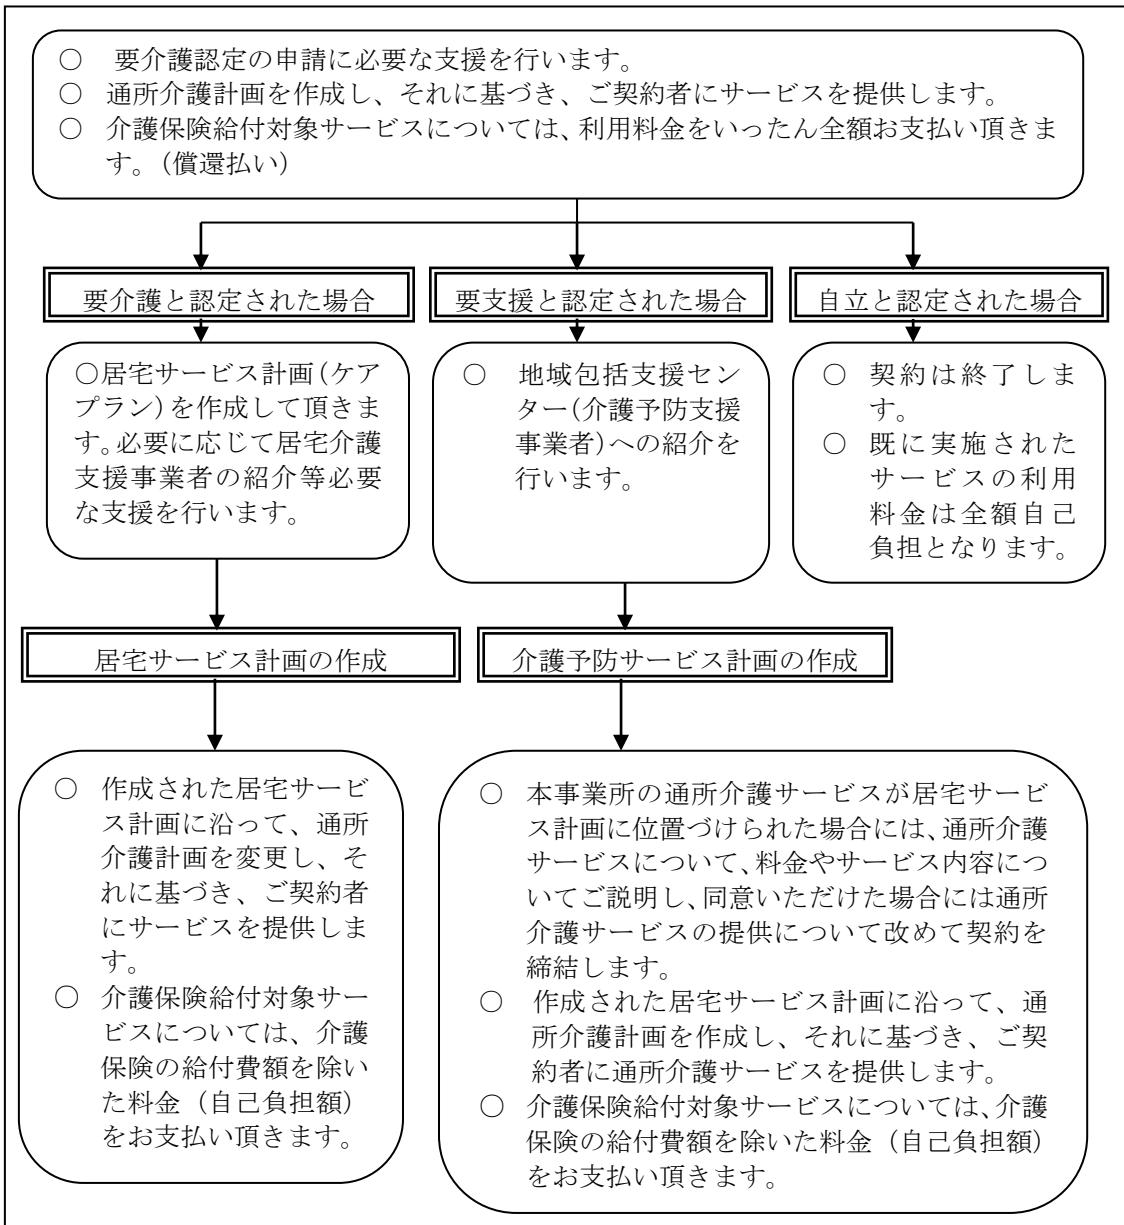 ○　要介護認定の申請に必要な支援を行います。
○　通所介護計画を作成し、それに基づき、ご契約者にサービスを提供します。
○　介護保険給付対象サービスについては、利用料金をいったん全額お支払い頂きま
す。（償還払い）
要介護と認定された場合
要支援と認定された場合
自立と認定された場合
○居宅サービス計画（ケア
プラン）を作成して頂きま
す。必要に応じて居宅介護
支援事業者の紹介等必要
な支援を行います。
○　地域包括支援セン
ター（介護予防支援
事業者）への紹介を
行います。
○　契約は終了しま
す。
○　既に実施された
サービスの利用
料金は全額自己
負担となります。
居宅サービス計画の作成
介護予防サービス計画の作成
○　作成された居宅サービ
ス計画に沿って、通所
介護計画を変更し、そ
れに基づき、ご契約者
にサービスを提供しま
す。
○　介護保険給付対象サー
ビスについては、介護
保険の給付費額を除い
た料金（自己負担額）
をお支払い頂きます。
○　本事業所の通所介護サービスが居宅サービ
ス計画に位置づけられた場合には、通所介護
サービスについて、料金やサービス内容につ
いてご説明し、同意いただけた場合には通所
介護サービスの提供について改めて契約を
締結します。
○　作成された居宅サービス計画に沿って、通
所介護計画を作成し、それに基づき、ご契
約者に通所介護サービスを提供します。
○　介護保険給付対象サービスについては、介護
保険の給付費額を除いた料金（自己負担額）
をお支払い頂きます。